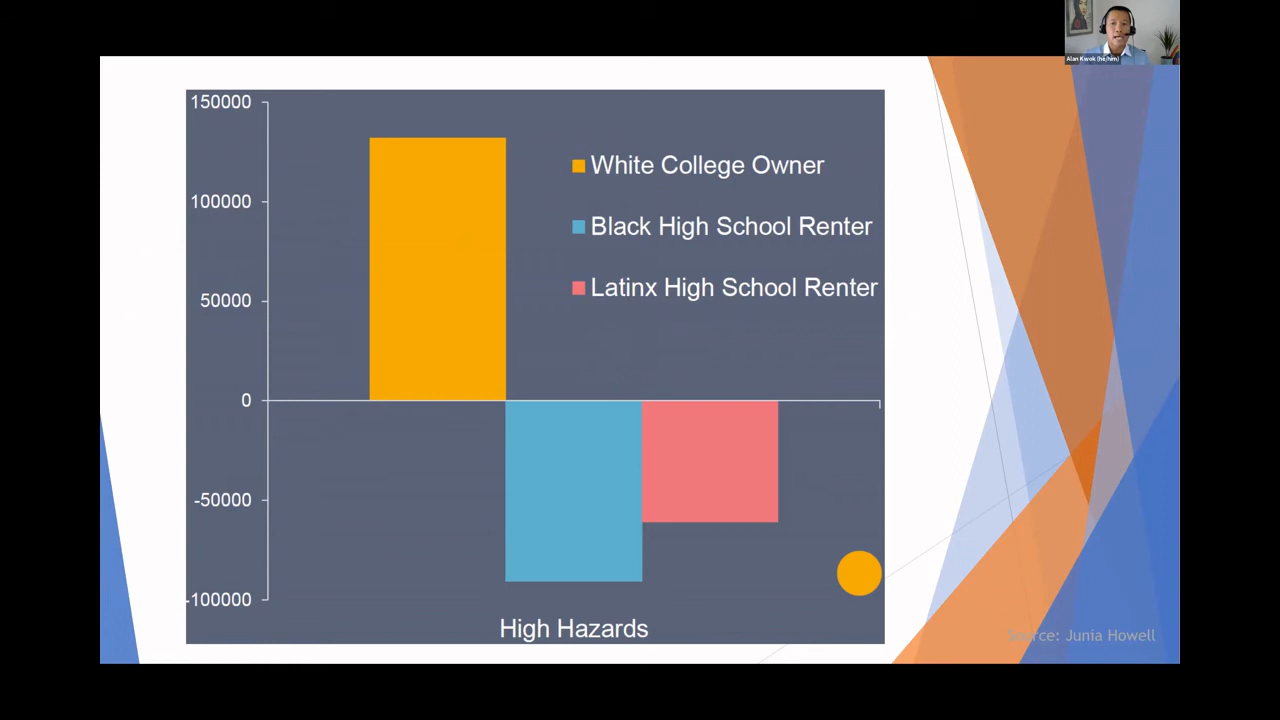 Alan Kwok (he/him)
150000
100000
50000
0
-50000
-100000
White College Owner
Black High School Renter
Latinx High School Renter
High Hazards
Source: Junia Howell